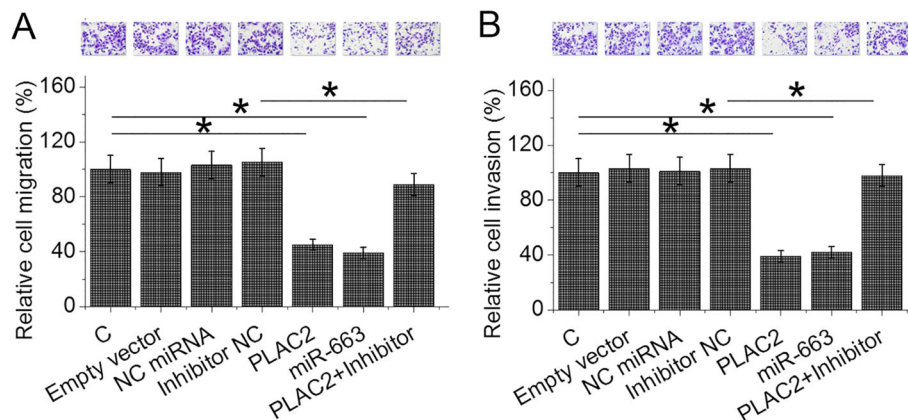 A
Relative cell migration (%)
160
120
80
40
0
*
*
*
C
Empty vector
NC miRNA
Inhibitor NC
PLAC2
miR-663
PLAC2+Inhibitor
B
Relative cell invasion (%)
160
120
80
40
0
*
*
*
C
Empty vector
NC miRNA
Inhibitor NC
PLAC2
miR-663
PLAC2+Inhibitor